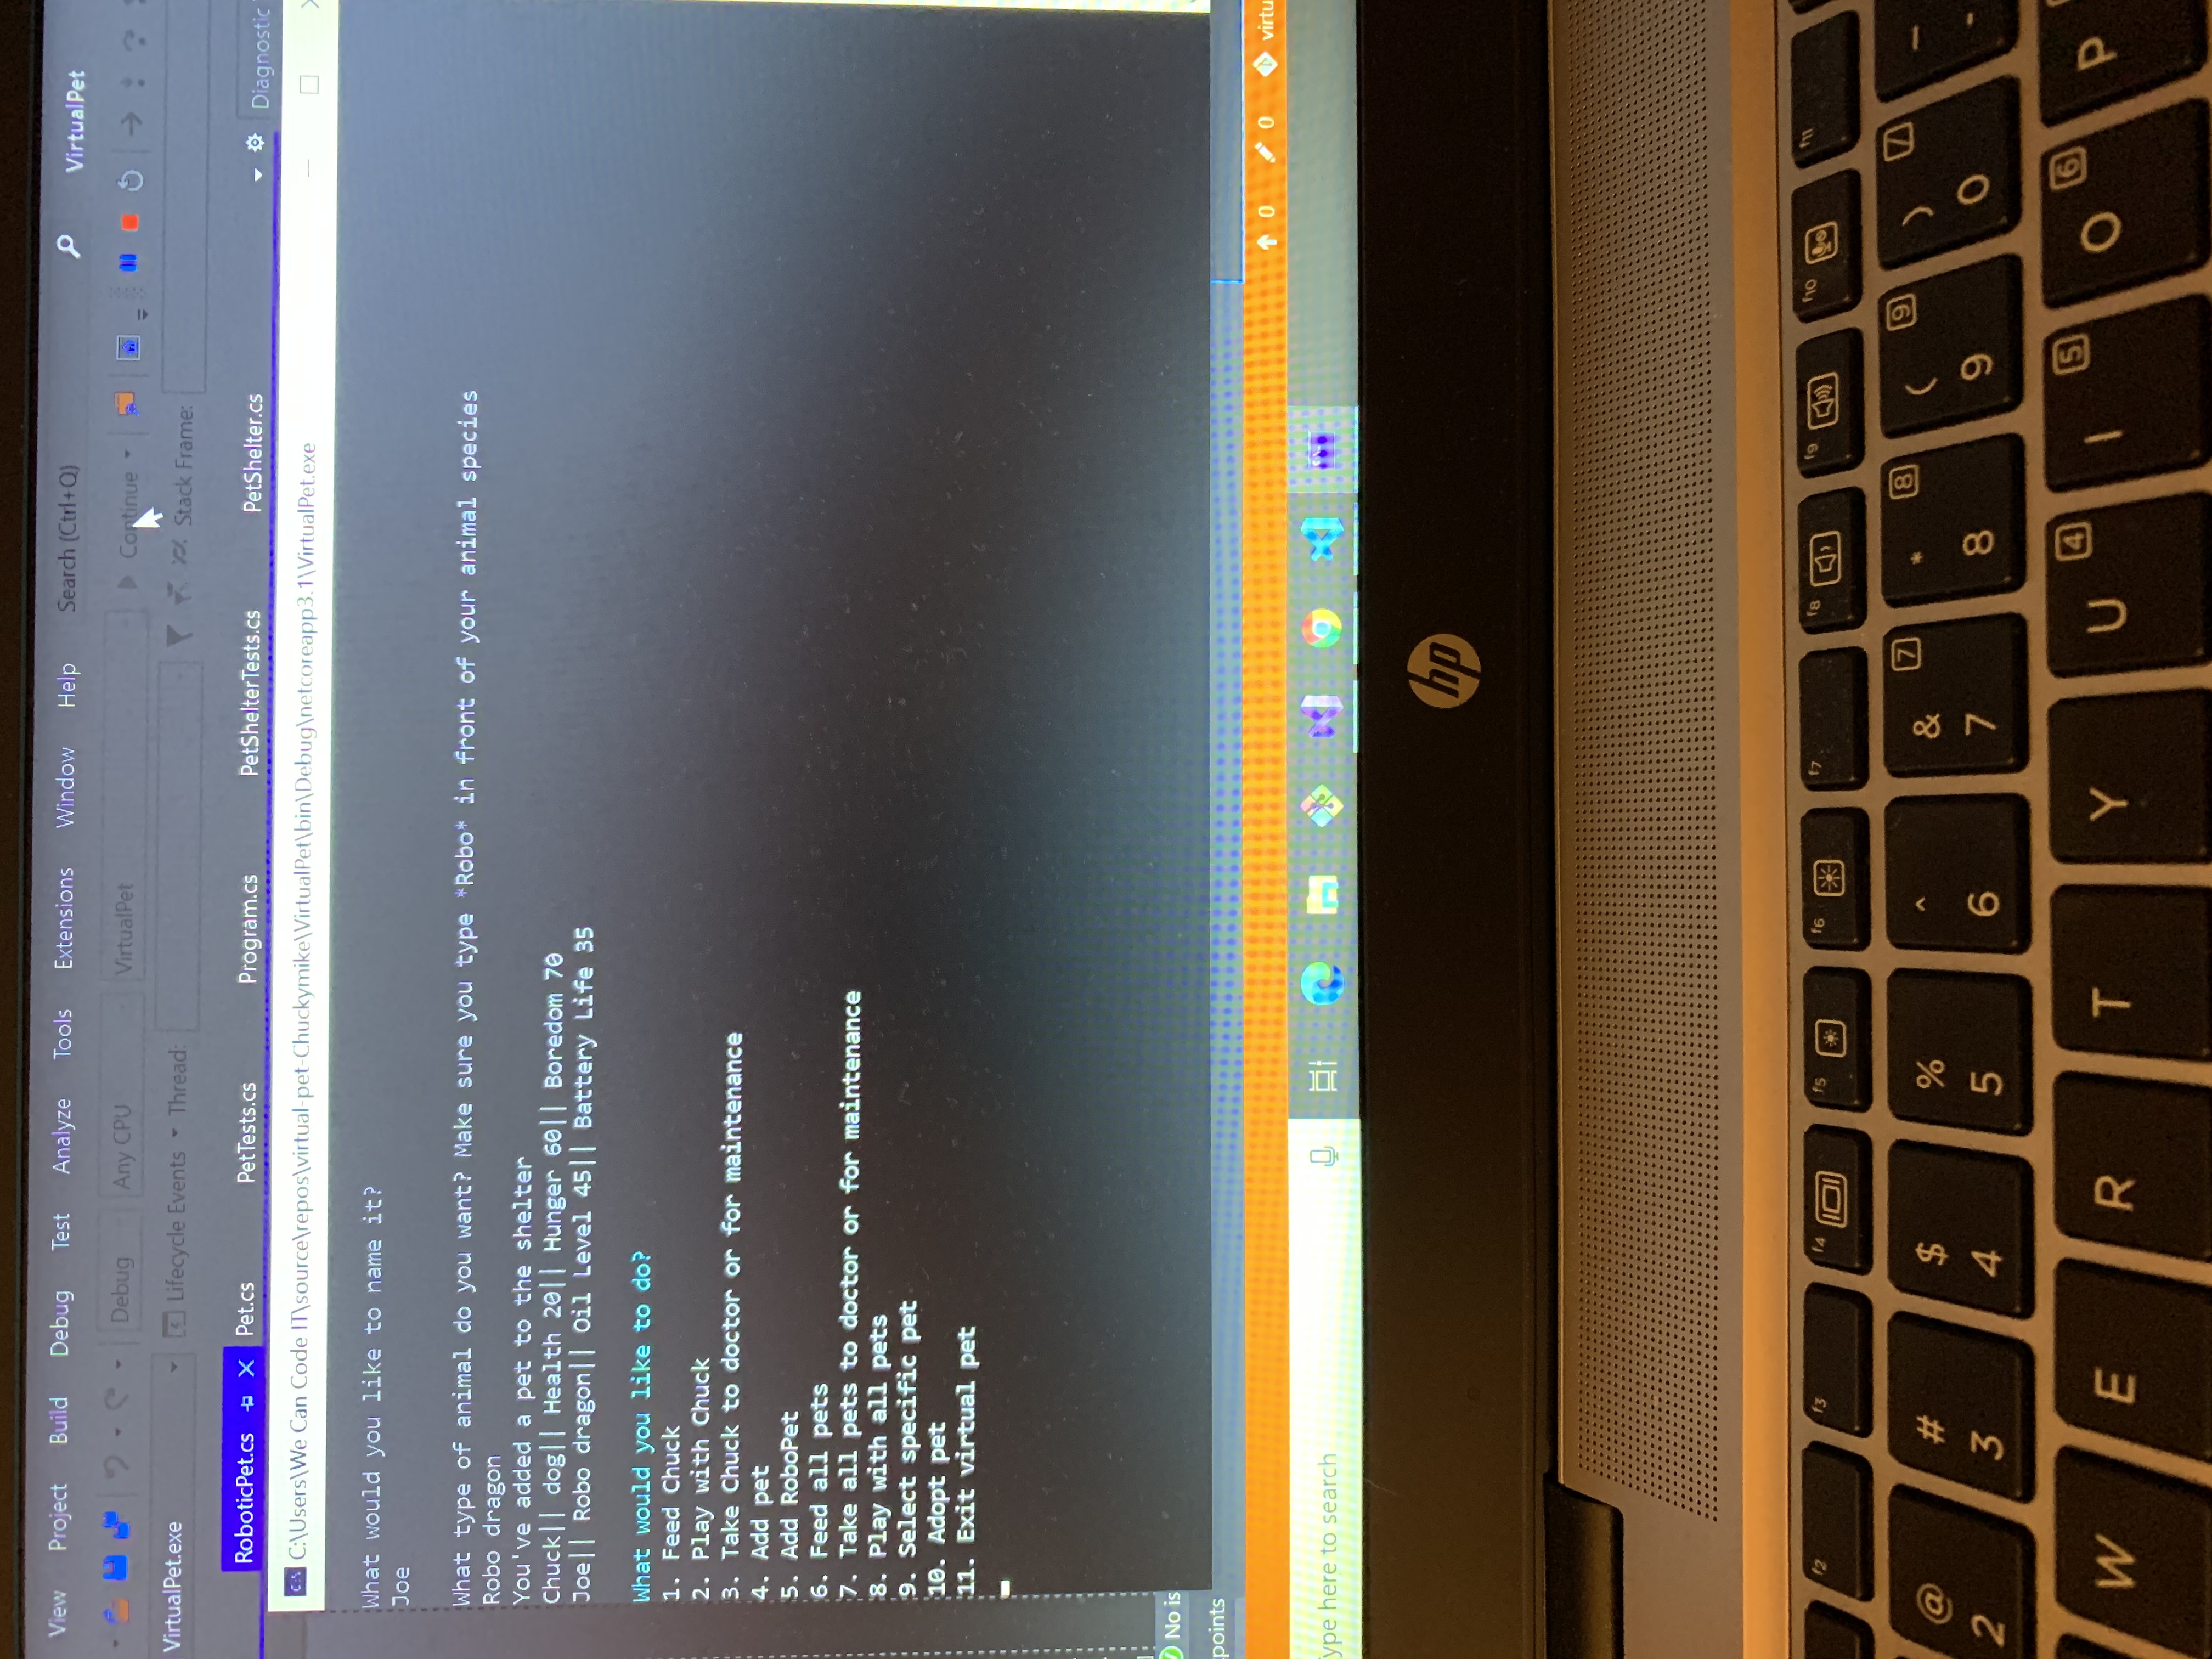 View Project Build Debug Test Analyze Tools Extensions Window Help Search (Ctrl+Q) VirtualPet
Debug Any CPU VirtualPet Continue
VirtualPet.exe Lifecycle Events Thread: Stack Frame:
RoboticPet.cs Pet.cs PetTests.cs Program.cs PetShelterTests.cs PetShelter.cs Diagnostic
C:\Users\We Can Code IT\source\repos\virtual-pet-Chuckymike\VirtualPet\bin\Debug\netcoreapp3.1\VirtualPet.exe
What would you like to name it?
Joe
What type of animal do you want? Make sure you type *Robo* in front of your animal species
Robo dragon
You've added a pet to the shelter
Chuck|| dog|| Health 20|| Hunger 60|| Boredom 70
Joe|| Robo dragon|| Oil Level 45|| Battery Life 35
What would you like to do?
1. Feed Chuck
2. Play with Chuck
3. Take Chuck to doctor or for maintenance
4. Add pet
5. Add RoboPet
6. Feed all pets
7. Take all pets to doctor or for maintenance
8. Play with all pets
9. Select specific pet
10. Adopt pet
11. Exit virtual pet
No is
points
0 0 virtu
ype here to search
hp
f2 f3 f4 f5 f6 f7 f8 f9 f10 f11
@ # $ % ^ & 7 * 8 ( 9 ) / _
2 3 4 5 6 7 8 9 0 -
W E R T Y U 4 I 5 O 6 P